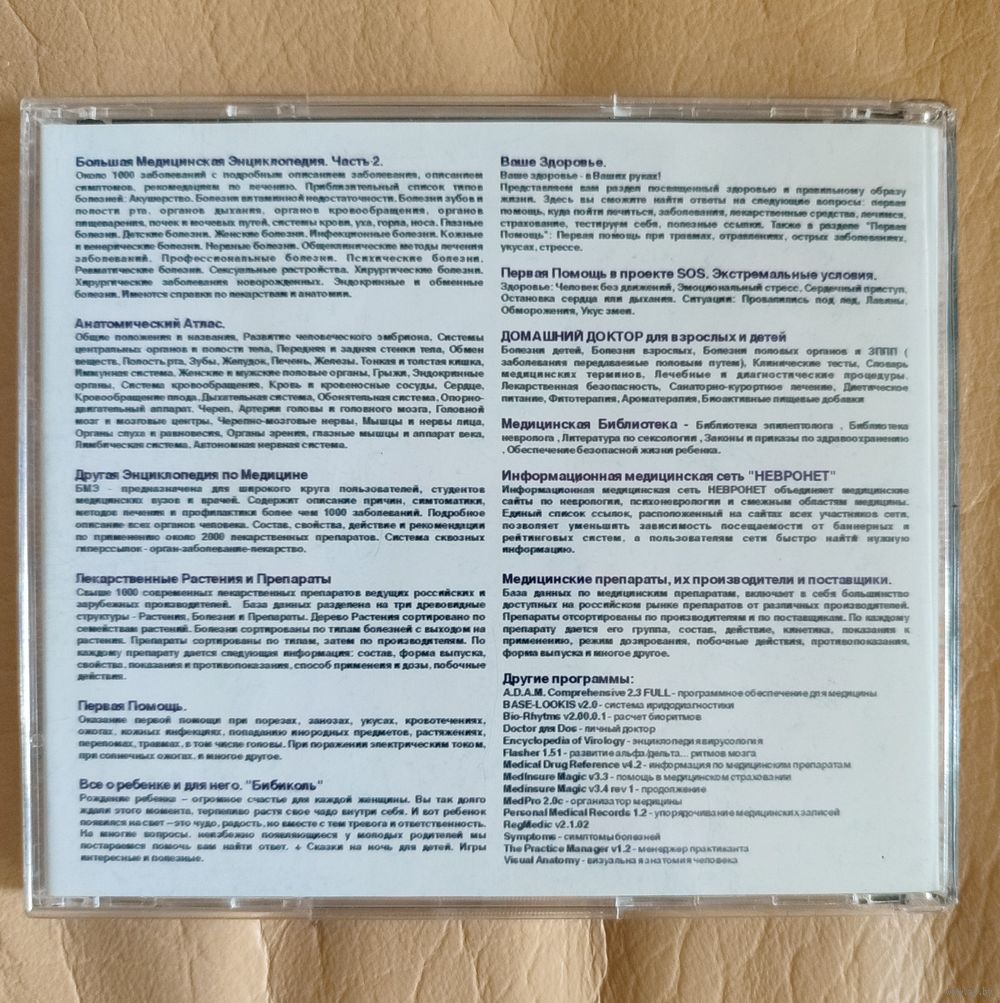 Большая Медицинская Энциклопедия. Часть 2.
Около 1000 заболеваний с подробным описанием заболевания, описанием
симптомов, рекомедациям по лечению. Приблизительный список типов
болезней: Акушерство. Болезни витаминной недостаточности. Болезни зубов и
полости рта, органов дыхания, органов кровообращения, органов
пищеварения, почек и мочевых путей, системы крови, уха, горла, носа. Глазные
болезни. Детские болезни. Женские болезни. Инфекционные болезни. Кожные
и венерические болезни. Нервные болезни. Общеклинические методы лечения
заболеваний. Профессиональные болезни. Психические болезни.
Ревматические болезни. Сексуальные растройства. Хирургические болезни.
Хирургические заболевания новорожденных. Эндокринные и обменные
болезни. Имеются справки по лекарствам и анатомии.
Анатомический Атлас.
Общие положения и названия, Развитие человеческого эмбриона, Системы
центральных органов и полости тела, Передняя и задняя стенки тела, Обмен
веществ, Полость рта, Зубы, Желудок, Печень, Железы, Тонкая и толстая кишка,
Иммунная система, Женские и мужские половые органы, Грыжи, Эндокринные
органы, Система кровообращения, Кровь и кровеносные сосуды, Сердце,
Кровообращение плода, Дыхательная система, Обонятельная система, Опорно-
двигательный аппарат, Череп, Артерии головы и головного мозга, Головной
мозг и мозговые центры, Черепно-мозговые нервы, Мышцы и нервы лица,
Органы слуха и равновесия, Органы зрения, глазные мышцы и аппарат века,
Лимбическая система, Автономная нервная система.
Другая Энциклопедия по Медицине
БМЭ - предназначена для широкого круга пользователей, студентов
медицинских вузов и врачей. Содержит описание причин, симтоматики,
методов лечения и профилактики более чем 1000 заболеваний. Подробное
описание всех органов человека. Состав, свойства, действие и рекомендации
по применению около 2000 лекарственных препаратов. Система сквозных
гиперссылок - орган-заболевание-лекарство.
Лекарственные Растения и Препараты
Свыше 1000 современных лекарственных препаратов ведущих российских и
зарубежных производителей. База данных разделена на три древовидные
структуры - Растения, Болезни и Препараты. Дерево Растения сортировано по
семействам растений. Болезни сортированы по типам болезней с выходом на
растения. Препараты сортированы по типам, затем по производителям. По
каждому препарату дается следующая информация: состав, форма выпуска,
свойства, показания и противопоказания, способ применеия и дозы, побочные
действия.
Первая Помощь.
Оказание первой помощи при порезах, занозах, укусах, кровотечениях,
ожогах, кожных инфекциях, попаданию инородных предметов, растяжениях,
переломах, травмах, в том числе головы. При поражении электрическим током,
при солнечных ожогах. и многое другое.
Все о ребенке и для него. "Бибиколь"
Рождение ребенка – огромное счастье для каждой женщины. Вы так долго
ждали этого момента, терпеливо растя свое чадо внутри себя. И вот ребенок
появился на свет – это чудо, радость, но вместе с тем тревога и ответственность.
На многие вопросы, неизбежно появляющиеся у молодых родителей мы
постараемся помочь вам найти ответ. + Сказки на ночь для детей. Игры
интересные и полезные.
Ваше Здоровье.
Ваше здоровье - в Ваших руках!
Представляем вам раздел посвященный здоровью и правильному образу
жизни. Здесь вы сможите найти ответы на следующие вопросы: первая
помощь, куда пойти лечиться, заболевания, лекарственные средства, лечимся,
страхование, тестируем себя, полезные ссылки. Также в разделе "Первая
Помощь": Первая помощь при травмах, отравлениях, острых заболеваниях,
укусах, стрессе.
Первая Помощь в проекте SOS. Экстремальные условия.
Здоровье: Человек без движений, Эмоциональный стресс, Сердечный приступ,
Остановка сердца или дыхания. Ситуации: Провалились под лед, Лавины,
Обморожения, Укус змеи.
ДОМАШНИЙ ДОКТОР для взрослых и детей
Болезни детей, Болезни взрослых, Болезни половых органов и ЗППП (
заболевания передаваемые половым путем), Клинические тесты, Словарь
медицинских терминов, Лечебные и диагностические процедуры,
Лекарственная безопасность, Санаторно-курортное лечение, Диетическое
питание, Фитотерапия, Ароматерапия, Биоактивные пищевые добавки
Медицинская Библиотека - Библиотека эпилептолога , Библиотека
невролога , Литература по сексологии , Законы и приказы по здравоохранению
, Обеспечение безопасной жизни ребенка.
Информационная медицинская сеть "НЕВРОНЕТ"
Информационная медицинская сеть НЕВРОНЕТ объединяет медицинские
сайты по неврологии, психоневрологии и смежным областям медицины.
Единый список ссылок, расположенный на сайтах всех участников сети,
позволяет уменьшить зависимость посещаемости от баннерных и
рейтинговых систем, а пользователям сети быстро найти нужную
информацию.
Медицинские препараты, их производители и поставщики.
База данных по медицинским препаратам, включает в себя большинство
доступных на российском рынке препаратов от различных производителей.
Препараты отсортированы по производителям и по поставщикам. По каждому
препарату дается его группа, состав, действие, кинетика, показания к
применению, режим дозирования, побочные действия, противопоказания,
форма выпуска и многое другое.
Другие программы:
A.D.A.M. Comprehensive 2.3 FULL - программное обеспечение для медицины
BASE-LOOKIS v2.0 - система иридодиагностики
Bio-Rhytms v2.00.0.1 - расчет биоритмов
Doctor для Dos - личный доктор
Encyclopedia of Virology - энциклопедия вирусология
Flasher 1.51 - развитие альфа/дельта... ритмов мозга
Medical Drug Reference v4.2 - информация по медицинским препаратам
MedInsure Magic v3.3 - помощь в медицинском страховании
Medinsure Magic v3.4 rev 1 - продолжение
MedPro 2.0c - организатор медицины
Personal Medical Records 1.2 - упорядочивание медицинских записей
RegMedic v2.1.02
Symptoms - симптомы болезней
The Practice Manager v1.2 - менеджер практиканта
Visual Anatomy - визуальная анатомия человека